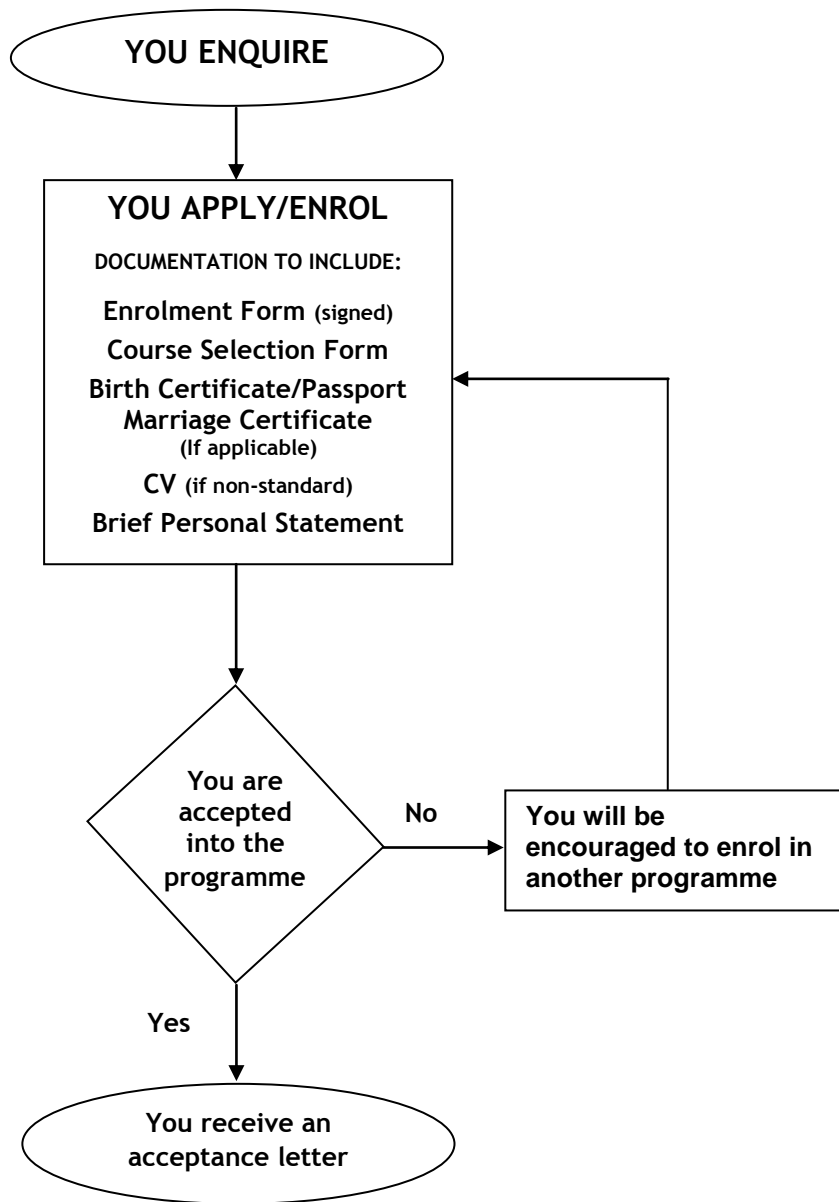 YOU ENQUIRE
YOU APPLY/ENROL
DOCUMENTATION TO INCLUDE:
Enrolment Form (signed)
Course Selection Form
Birth Certificate/Passport
Marriage Certificate
(If applicable)
CV (if non-standard)
Brief Personal Statement
You are
accepted
into the
programme
No
You will be
encouraged to enrol in
another programme
Yes
You receive an
acceptance letter